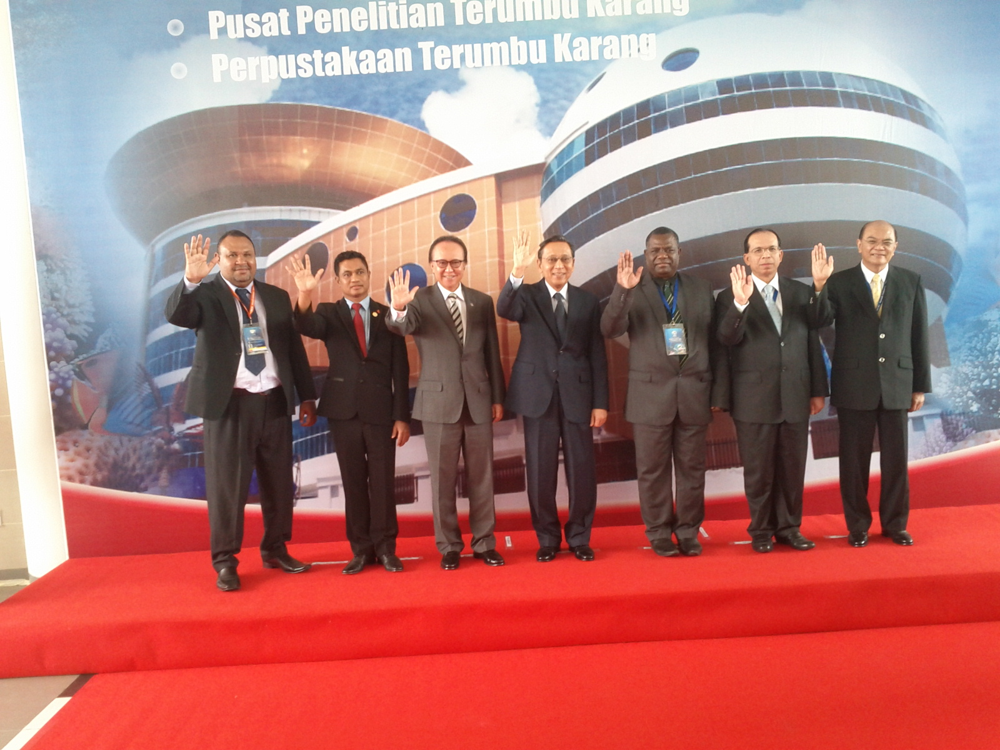 Pusat Penelitian Terumbu Karang
Perpustakaan Terumbu Karang